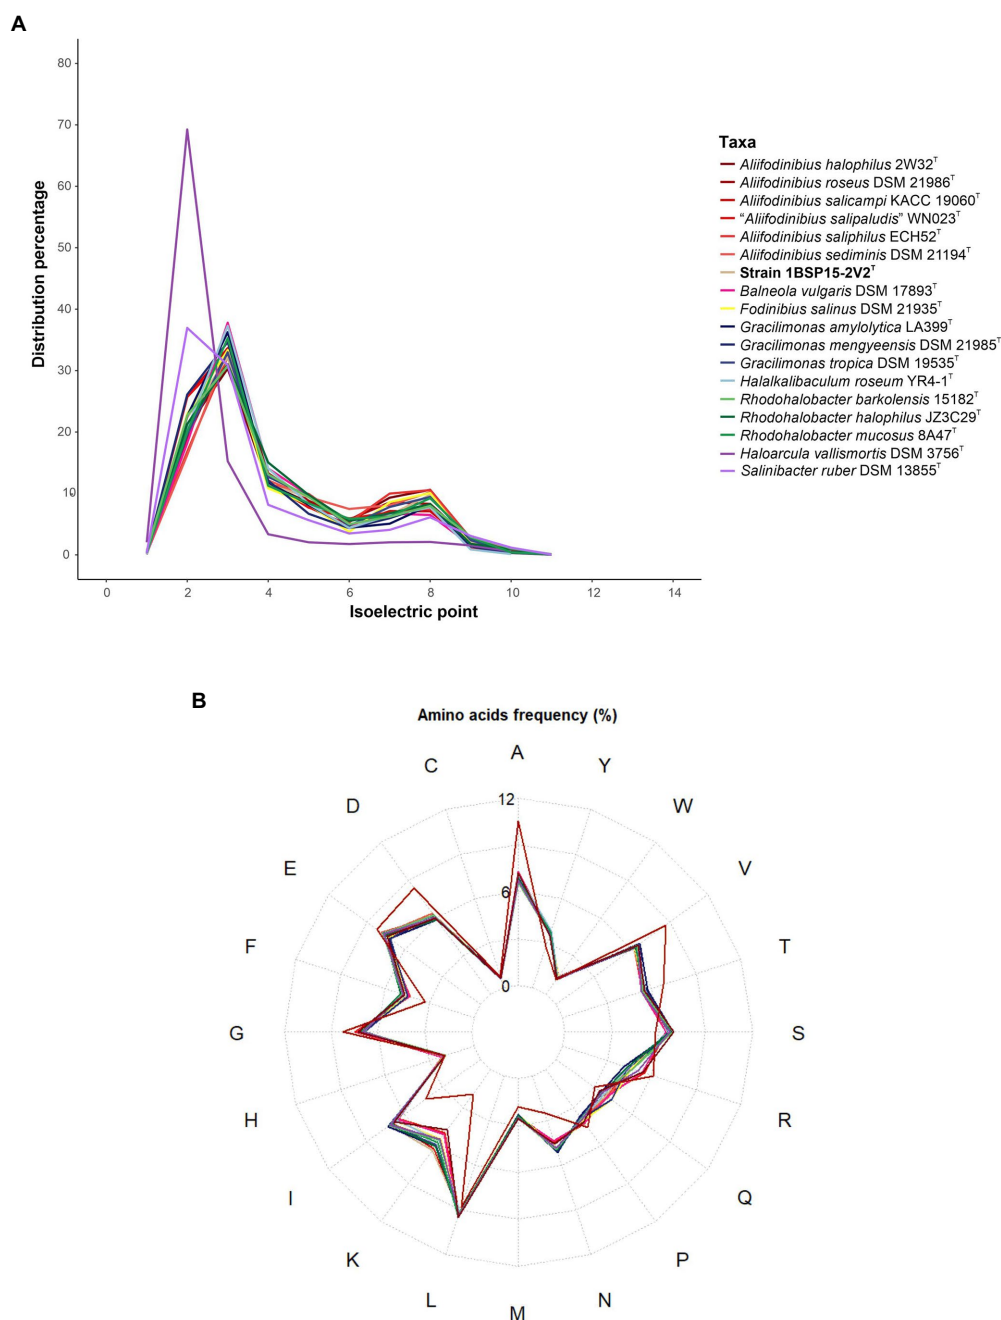 A
Distribution percentage
80
70
60
50
40
30
20
10
0
0 2 4 6 8 10 12 14
Isoelectric point
Taxa
Aliifodinibius halophilus 2W32ᵀ
Aliifodinibius roseus DSM 21986ᵀ
Aliifodinibius salicampi KACC 19060ᵀ
“Aliifodinibius salipaludis” WN023ᵀ
Aliifodinibius saliphilus ECH52ᵀ
Aliifodinibius sediminis DSM 21194ᵀ
Strain 1BSP15-2V2ᵀ
Balneola vulgaris DSM 17893ᵀ
Fodinibius salinus DSM 21935ᵀ
Gracilimonas amylolytica LA399ᵀ
Gracilimonas mengyeensis DSM 21985ᵀ
Gracilimonas tropica DSM 19535ᵀ
Halalkalibaculum roseum YR4-1ᵀ
Rhodohalobacter barkolensis 15182ᵀ
Rhodohalobacter halophilus JZ3C29ᵀ
Rhodohalobacter mucosus 8A47ᵀ
Haloarcula vallismortis DSM 3756ᵀ
Salinibacter ruber DSM 13855ᵀ
B
Amino acids frequency (%)
A
C
D
E
F
G
H
I
K
L
M
N
P
Q
R
S
T
V
W
Y
12
6
0